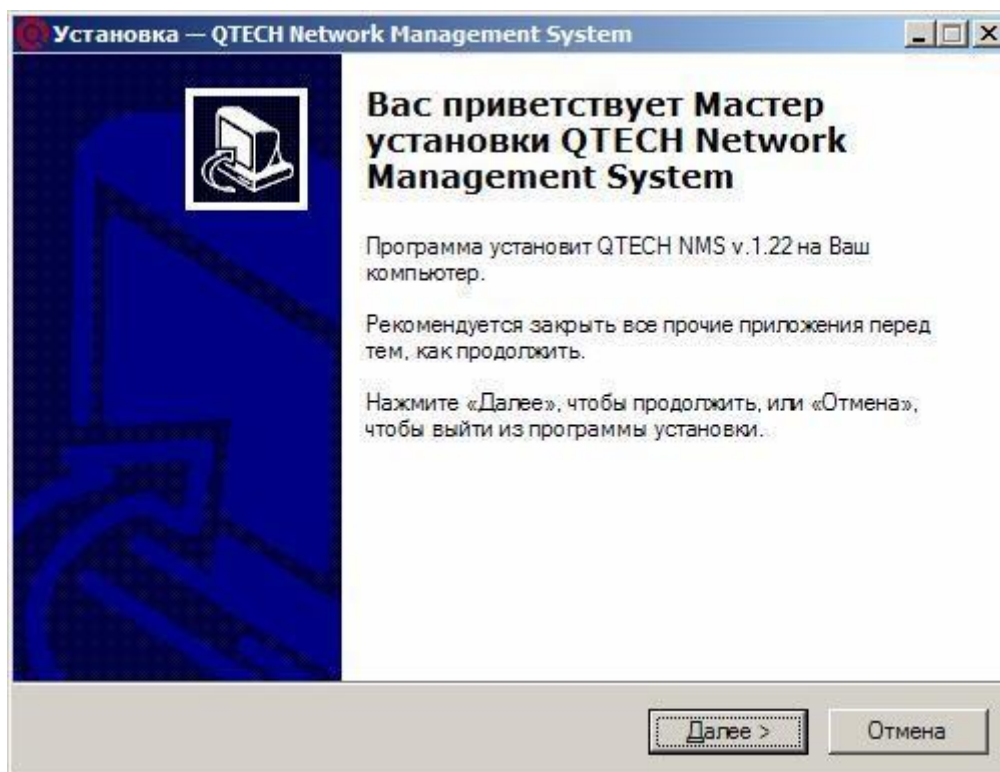 Установка — QTECH Network Management System
Вас приветствует Мастер
установки QTECH Network
Management System
Программа установит QTECH NMS v.1.22 на Ваш
компьютер.
Рекомендуется закрыть все прочие приложения перед
тем, как продолжить.
Нажмите «Далее», чтобы продолжить, или «Отмена»,
чтобы выйти из программы установки.
Далее >
Отмена